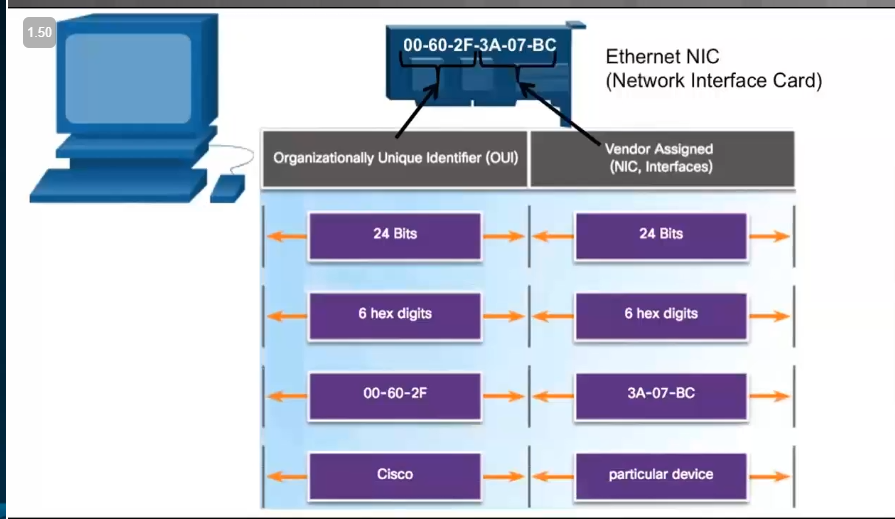 1.50
00-60-2F-3A-07-BC
Ethernet NIC
(Network Interface Card)
Organizationally Unique Identifier (OUI)
Vendor Assigned
(NIC, Interfaces)
24 Bits
24 Bits
6 hex digits
6 hex digits
00-60-2F
3A-07-BC
Cisco
particular device